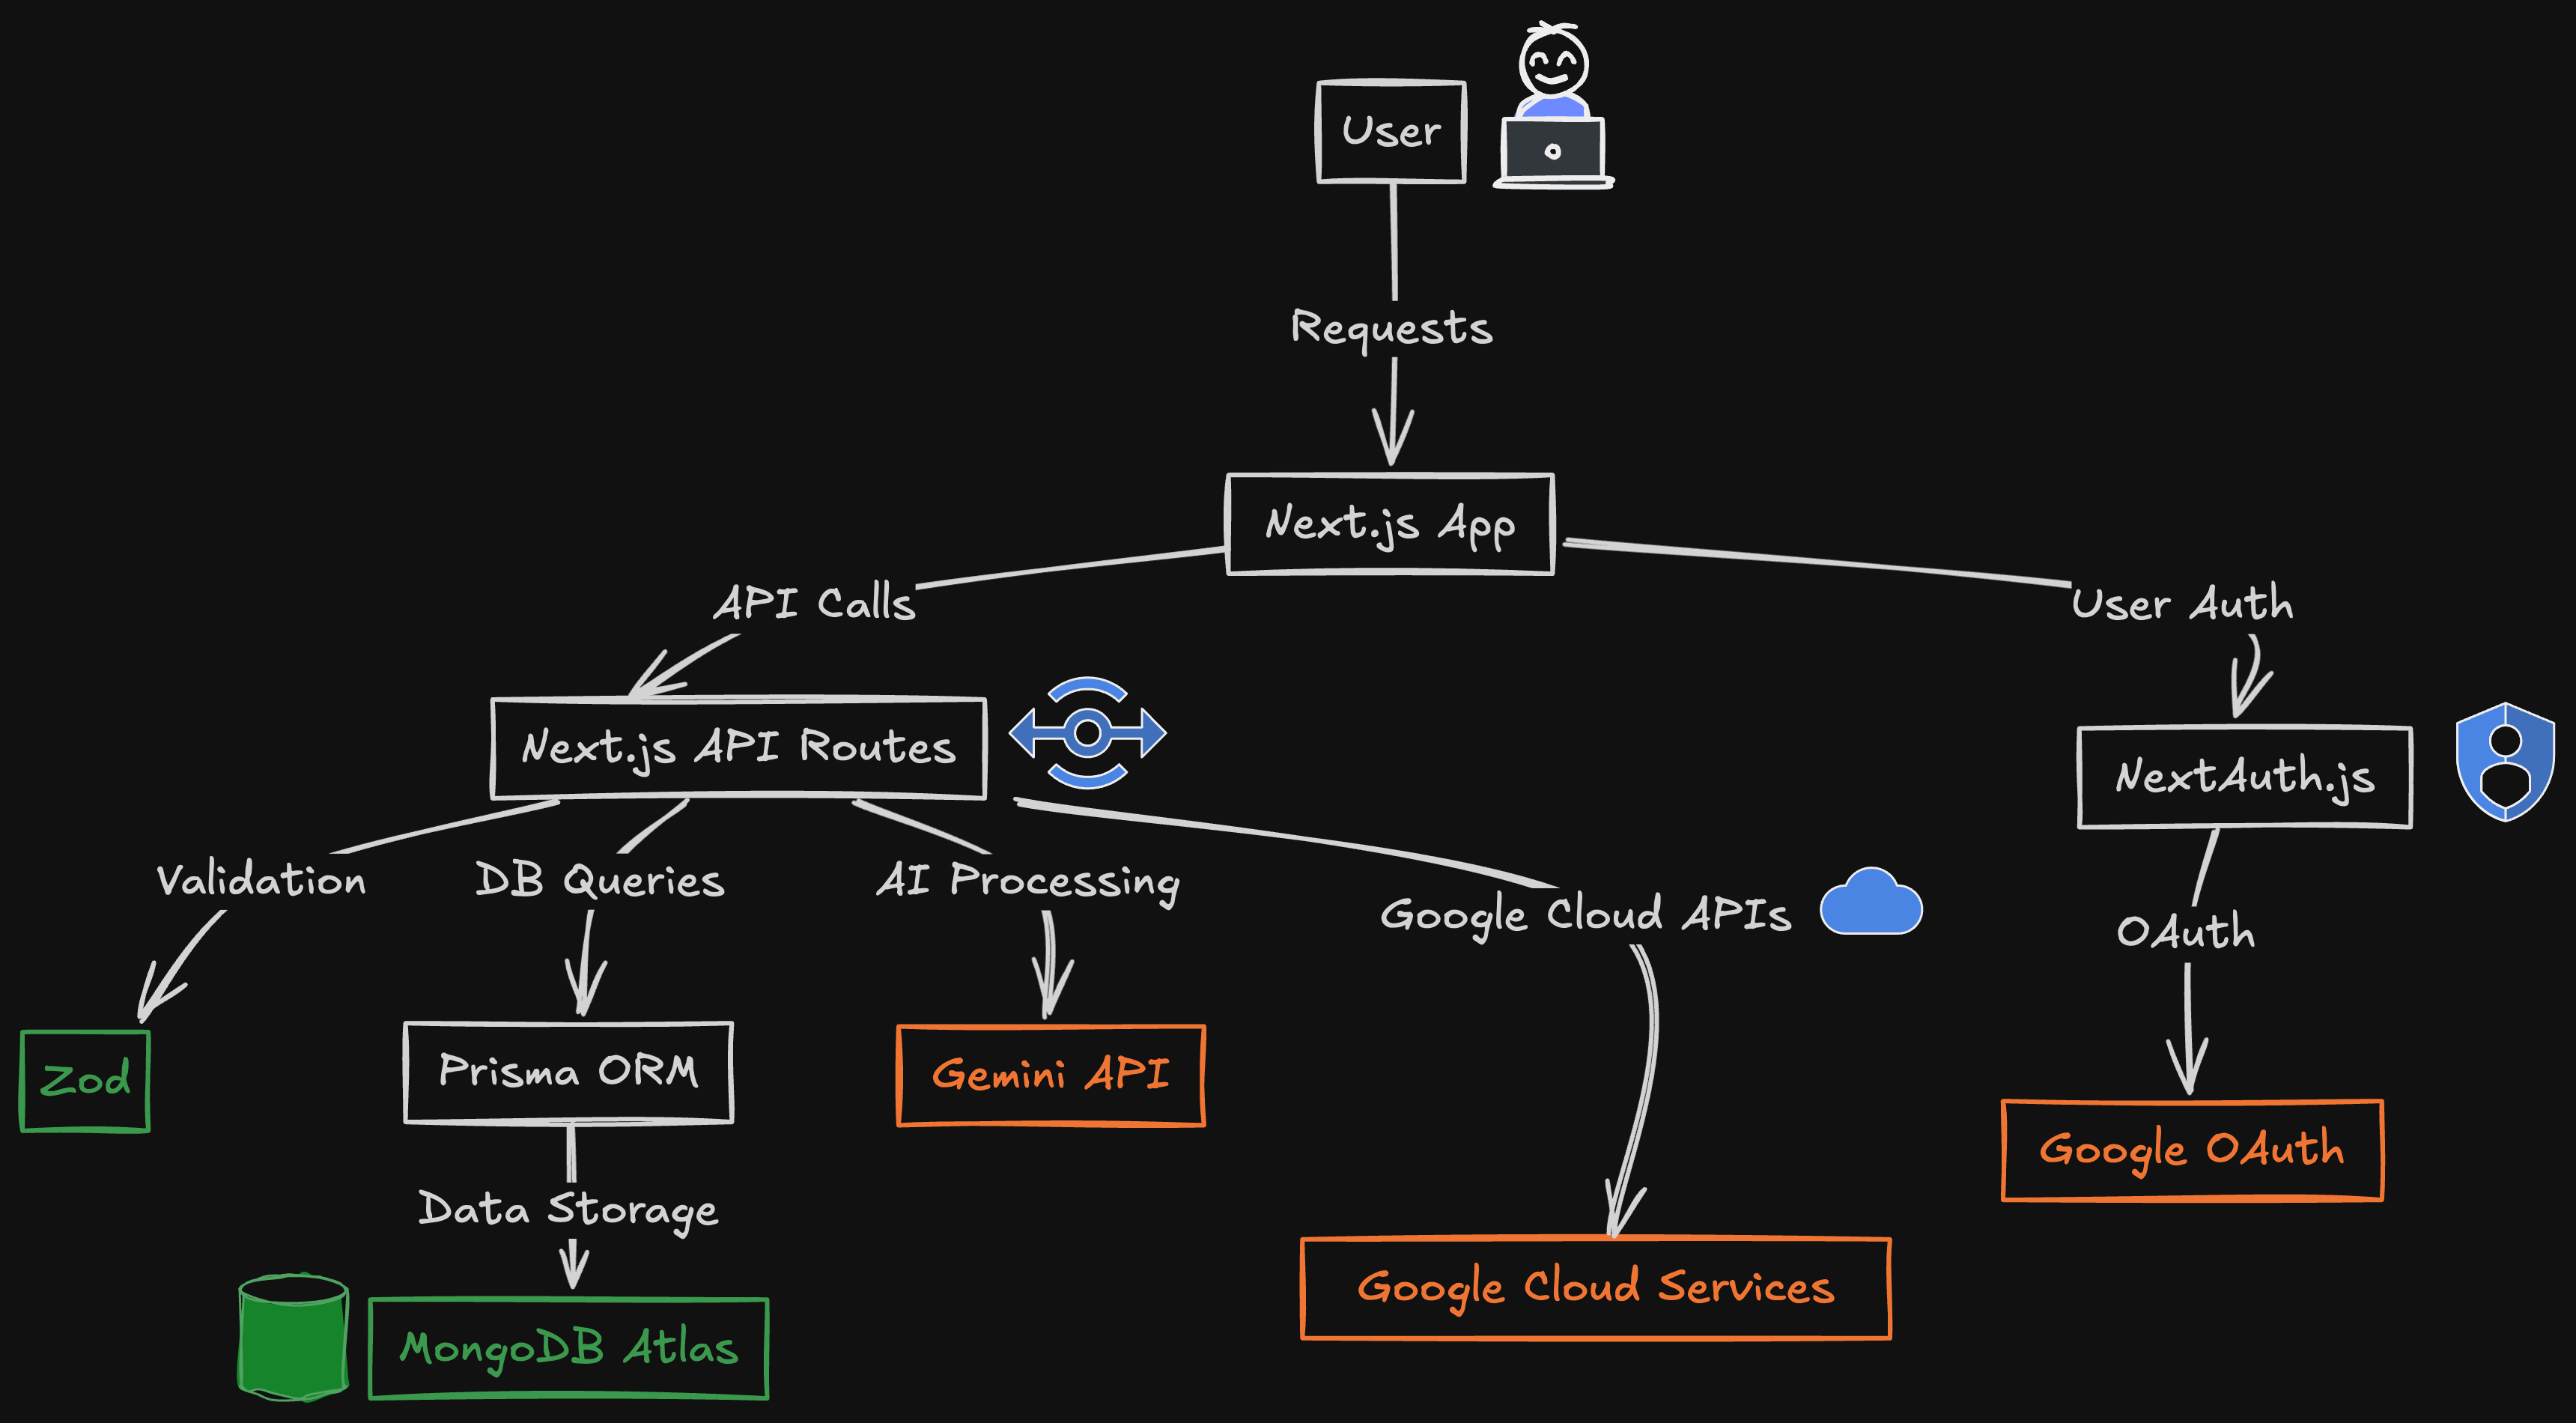 User
Requests
Next.js App
API Calls
User Auth
Next.js API Routes
NextAuth.js
Validation
DB Queries
AI Processing
Google Cloud APIs
OAuth
Zod
Prisma ORM
Gemini API
Google OAuth
Data Storage
Google Cloud Services
MongoDB Atlas